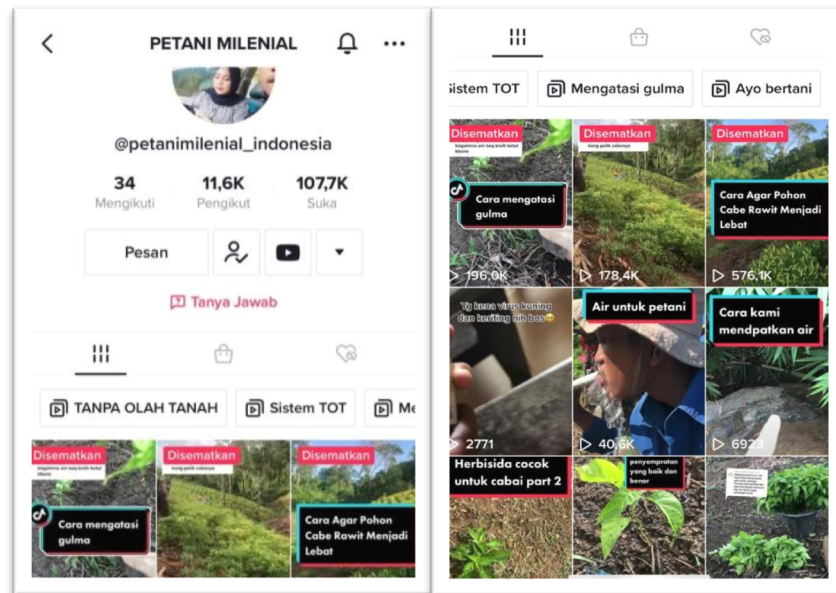 PETANI MILENIAL
@petanimilenial_indonesia
34
11,6K
107,7K
Mengikuti
Pengikut
Suka
Pesan
Tanya Jawab
TANPA OLAH TANAH
Sistem TOT
Me
Disematkan
Disematkan
Disematkan
Cara mengatasi
gulma
Cara Agar Pohon
Cabe Rawit Menjadi
Lebat
Sistem TOT
Mengatasi gulma
Ayo bertani
Disematkan
Disematkan
Disematkan
Cara mengatasi
gulma
Cara Agar Pohon
Cabe Rawit Menjadi
Lebat
196,0K
178,4K
576,1K
Yg kena virus kuning
dan keriting nih bos
Air untuk petani
Cara kami
mendpatkan air
2771
40,6K
6923
Herbisida cocok
untuk cabai part 2
penyemprotan
yang baik dan
benar